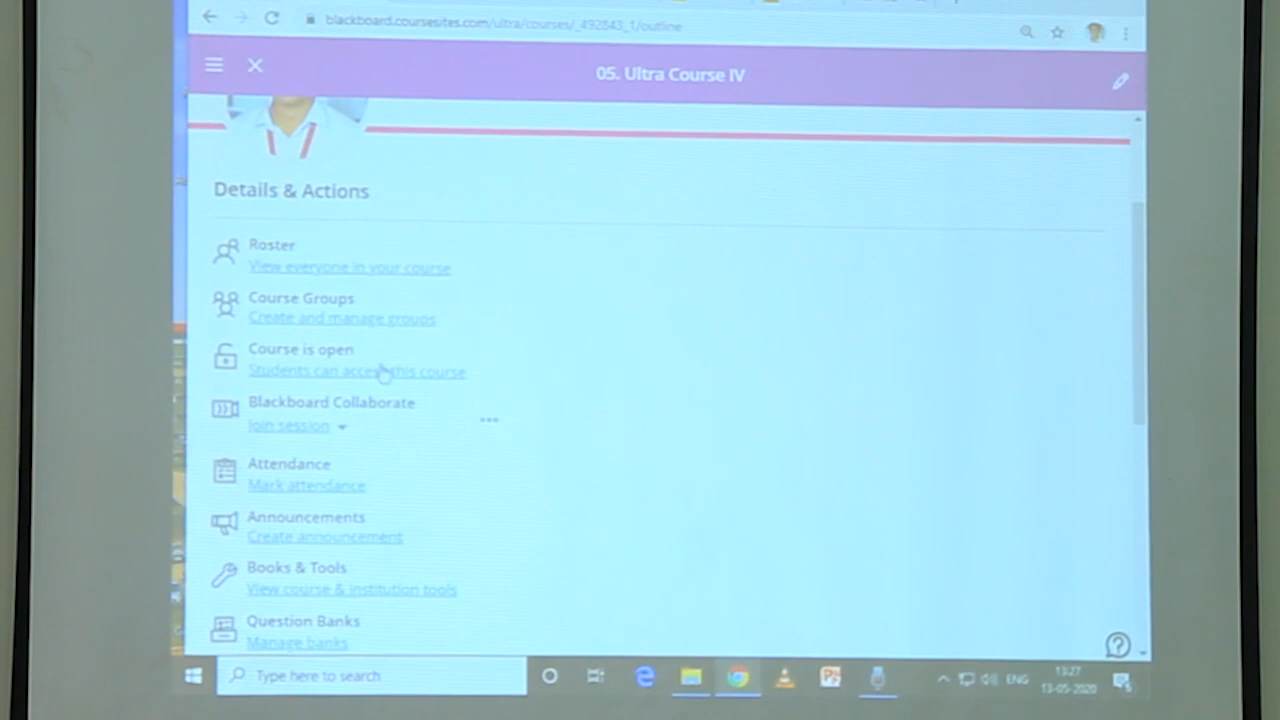 blackboard.coursesites.com/ultra/courses/_492843_1/outline
05. Ultra Course IV
Details & Actions
Roster
View everyone in your course
Course Groups
Create and manage groups
Course is open
Students can access this course
Blackboard Collaborate
Join session
Attendance
Mark attendance
Announcements
Create announcement
Books & Tools
View course & institution tools
Question Banks
Manage banks
Type here to search
ENG
13:27
13-05-2020